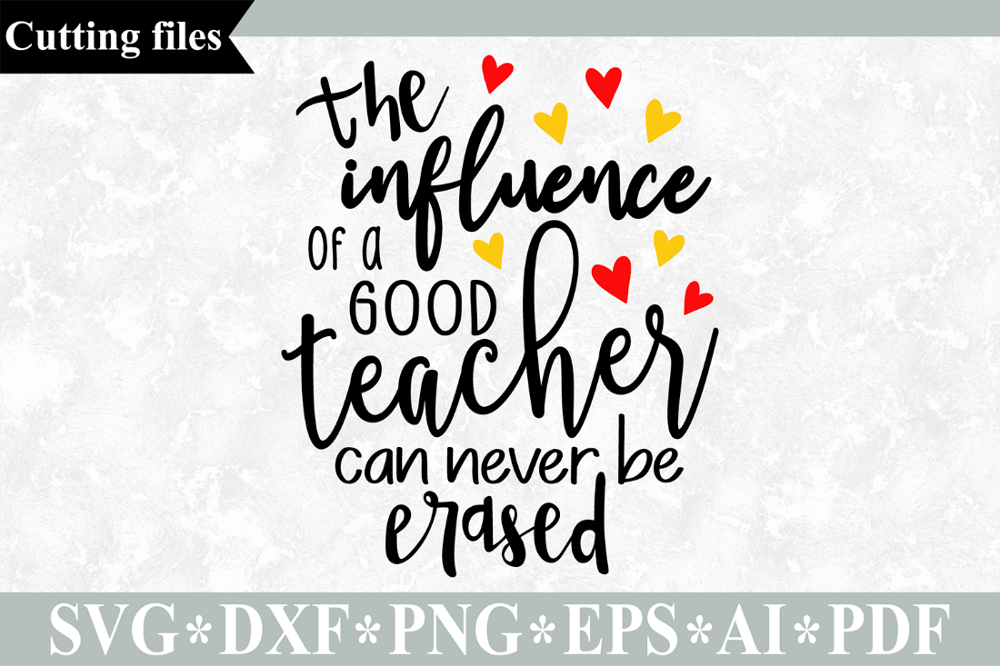 Cutting files
the
influence
OF a
GOOD
teacher
can never be
erased
SVG*DXF*PNG*EPS*AI*PDF